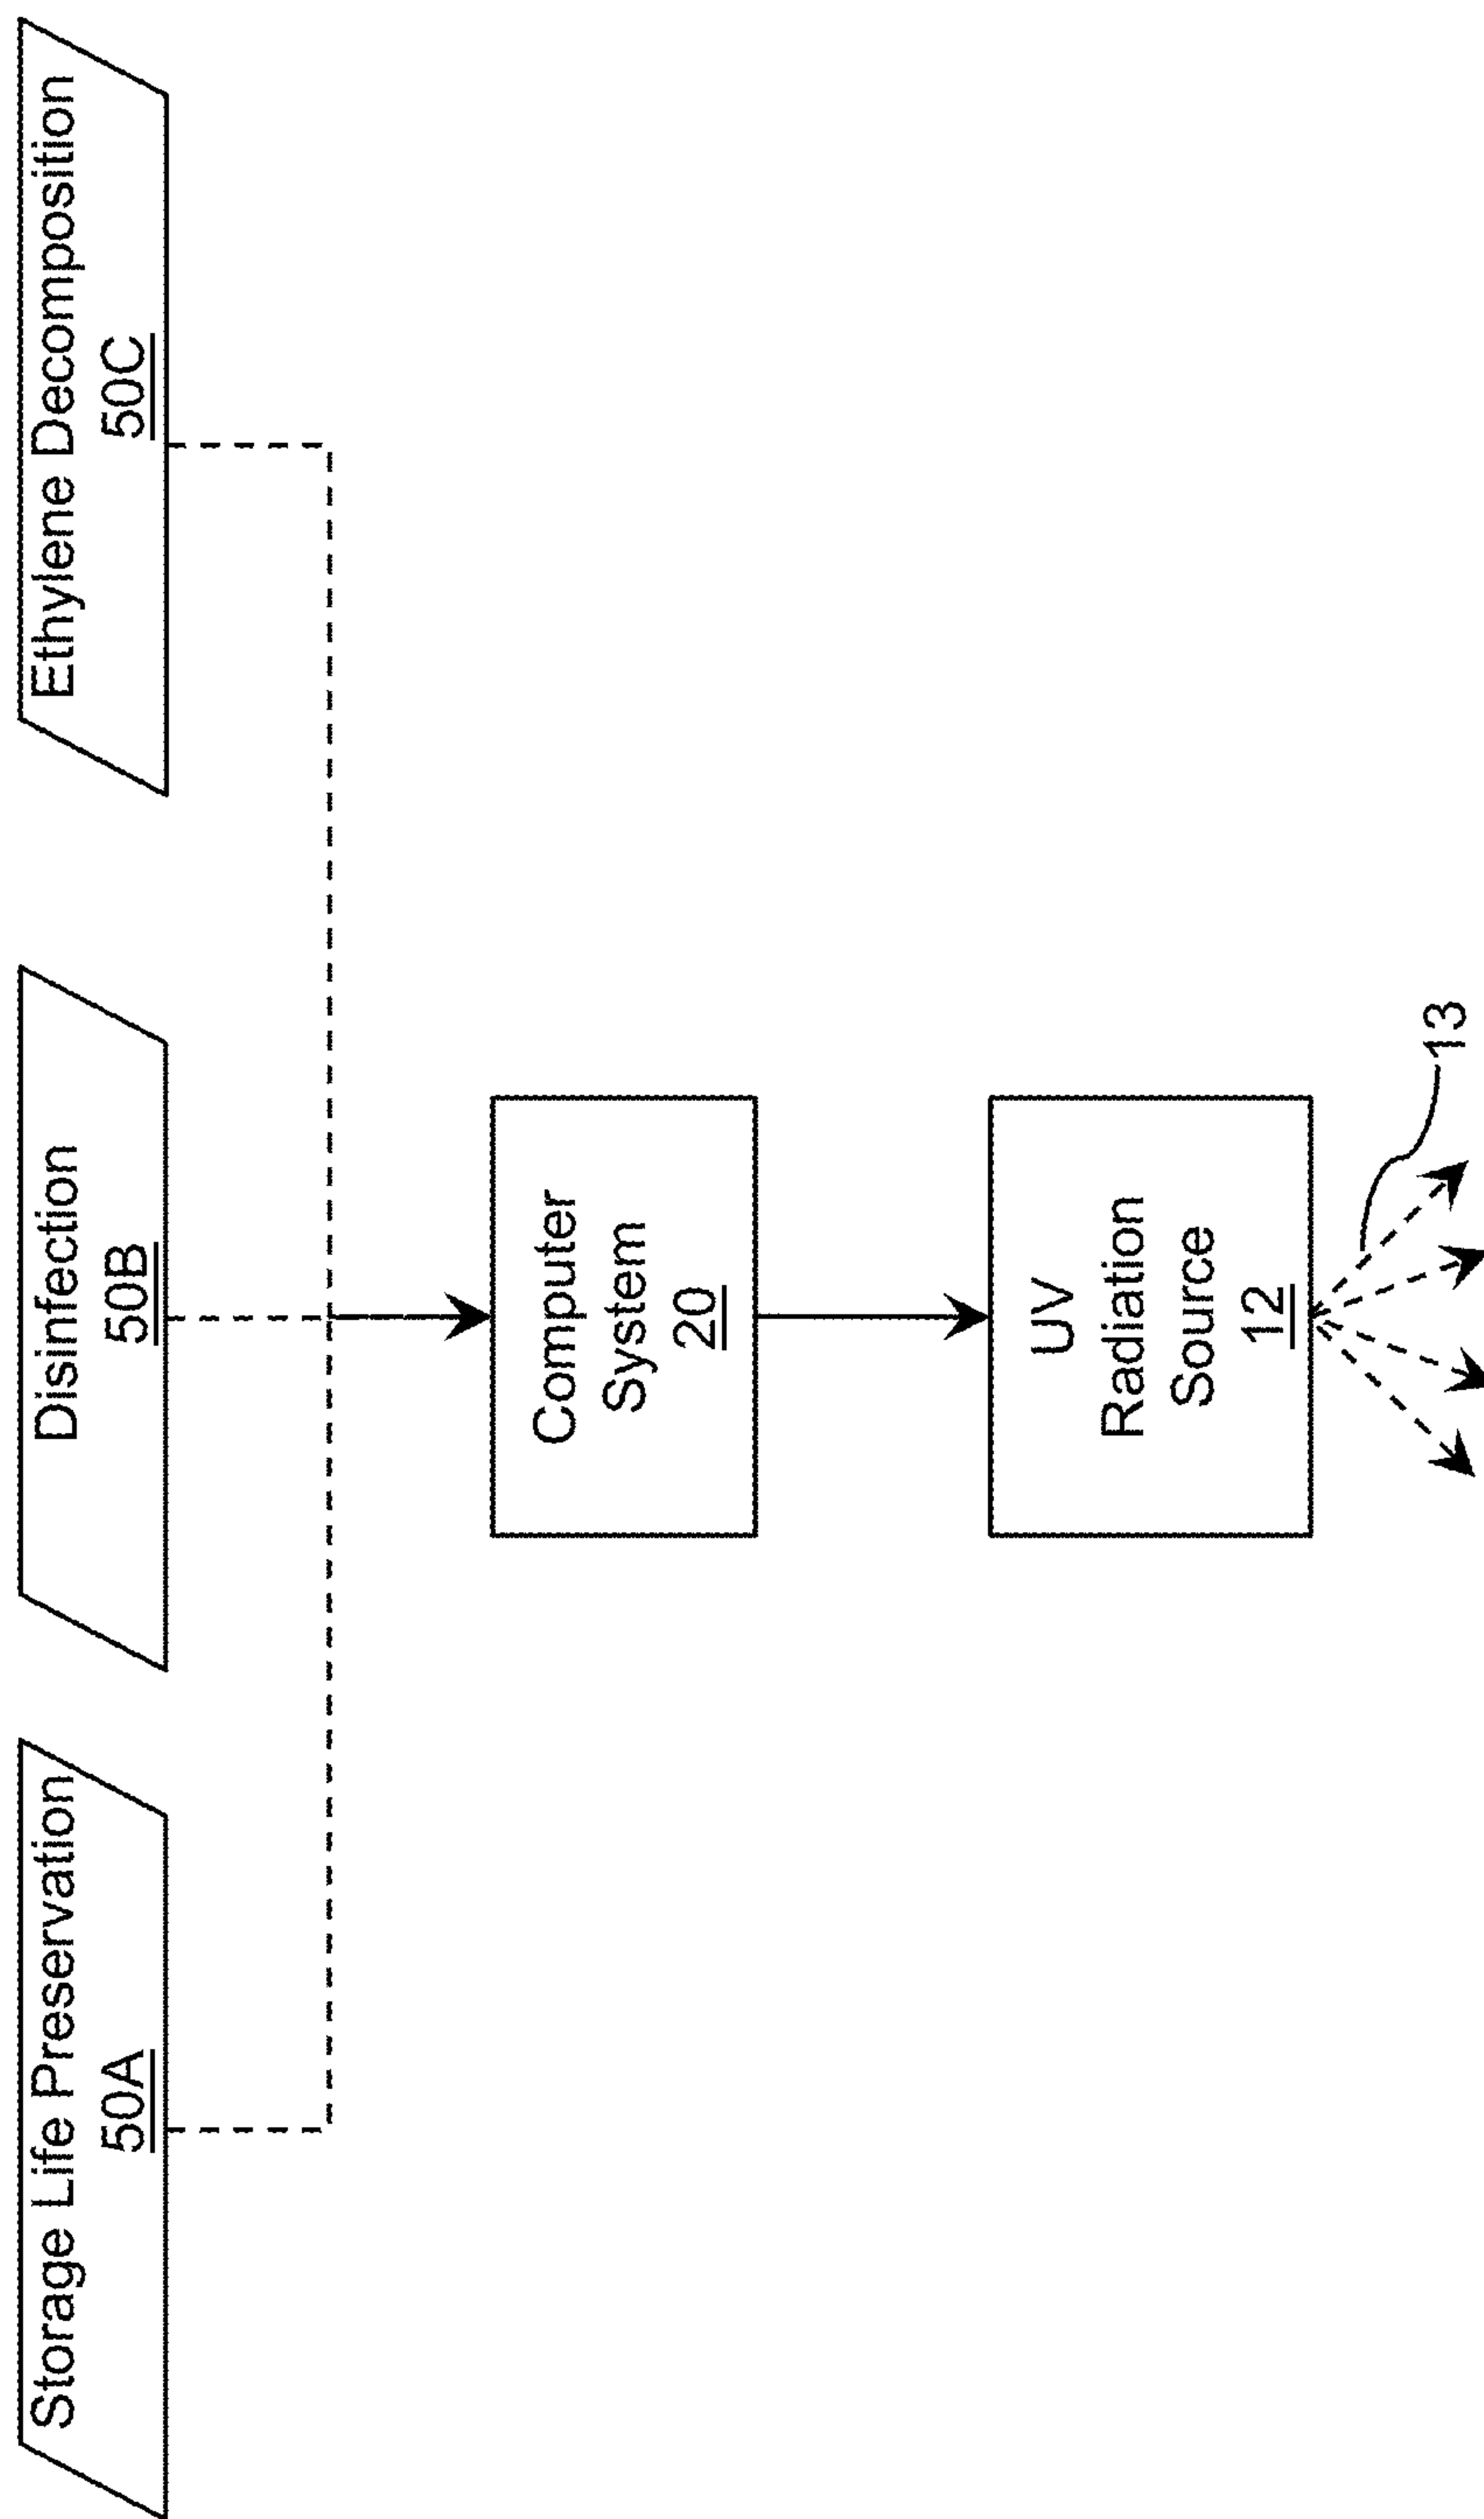 Storage Life Preservation
50A
Disinfection
50B
Ethylene Decomposition
50C
Computer
System
20
UV
Radiation
Source
12
13